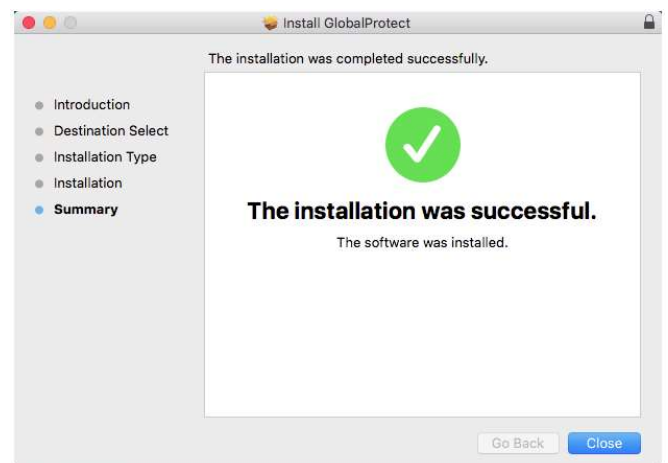 Install GlobalProtect
The installation was completed successfully.
Introduction
Destination Select
Installation Type
Installation
Summary
The installation was successful.
The software was installed.
Go Back
Close